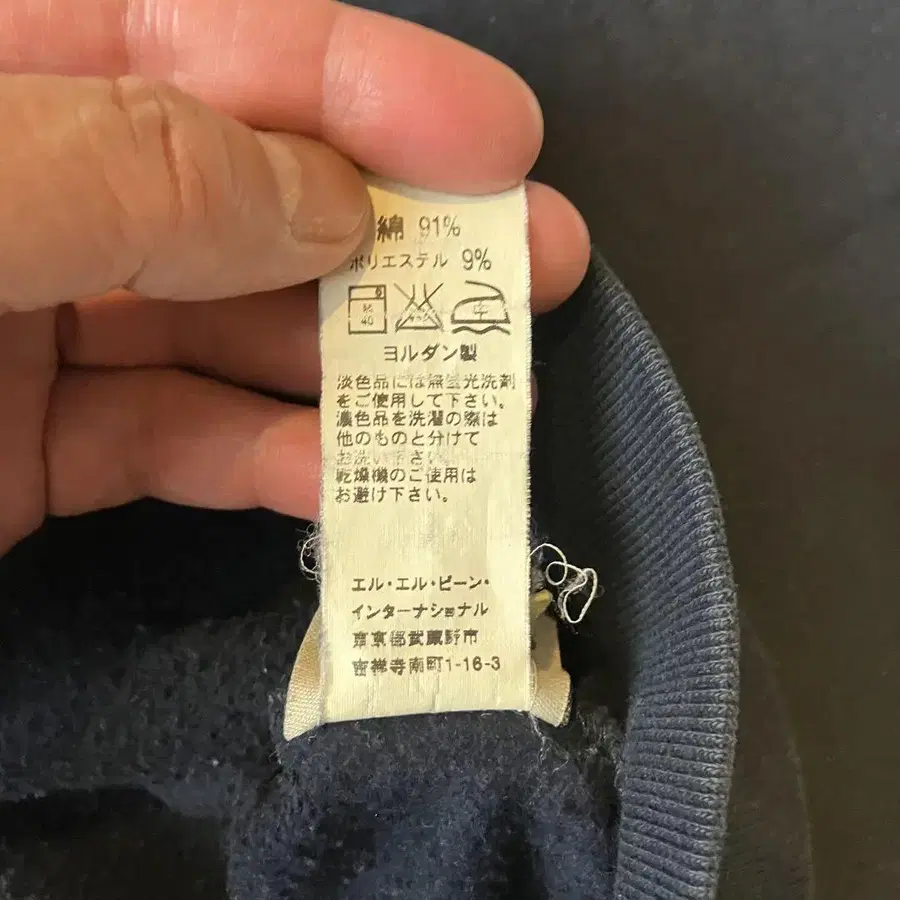 綿 91%
ポリエステル 9%
40
ヨルダン製
淡色品には無蛍光洗剤
をご使用して下さい。
濃色品を洗濯の際は
他のものと分けて
お洗い下さい。
乾燥機のご使用は
お避け下さい。
エル・エル・ビーン・
インターナショナル
東京都武蔵野市
吉祥寺南町1-16-3